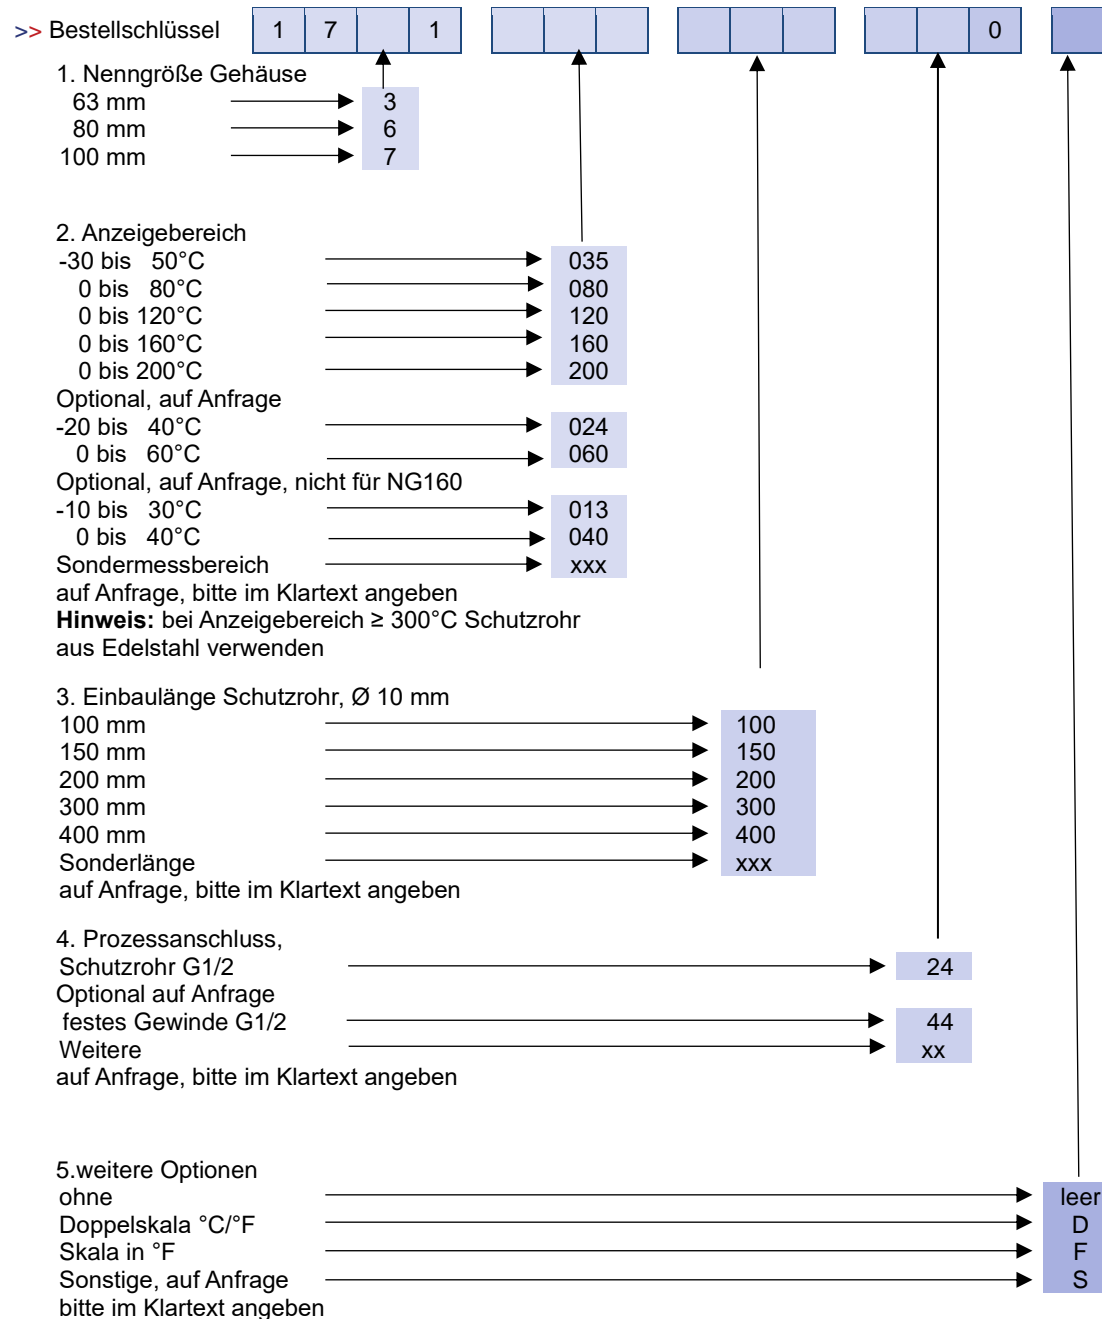 >> Bestellschlüssel 1 7 1 0
1. Nenngröße Gehäuse
63 mm 3
80 mm 6
100 mm 7
2. Anzeigebereich
-30 bis 50°C 035
0 bis 80°C 080
0 bis 120°C 120
0 bis 160°C 160
0 bis 200°C 200
Optional, auf Anfrage
-20 bis 40°C 024
0 bis 60°C 060
Optional, auf Anfrage, nicht für NG160
-10 bis 30°C 013
0 bis 40°C 040
Sondermessbereich xxx
auf Anfrage, bitte im Klartext angeben
Hinweis: bei Anzeigebereich ≥ 300°C Schutzrohr
aus Edelstahl verwenden
3. Einbaulänge Schutzrohr, Ø 10 mm
100 mm 100
150 mm 150
200 mm 200
300 mm 300
400 mm 400
Sonderlänge xxx
auf Anfrage, bitte im Klartext angeben
4. Prozessanschluss,
Schutzrohr G1/2 24
Optional auf Anfrage
festes Gewinde G1/2 44
Weitere xx
auf Anfrage, bitte im Klartext angeben
5.weitere Optionen
ohne leer
Doppelskala °C/°F D
Skala in °F F
Sonstige, auf Anfrage S
bitte im Klartext angeben